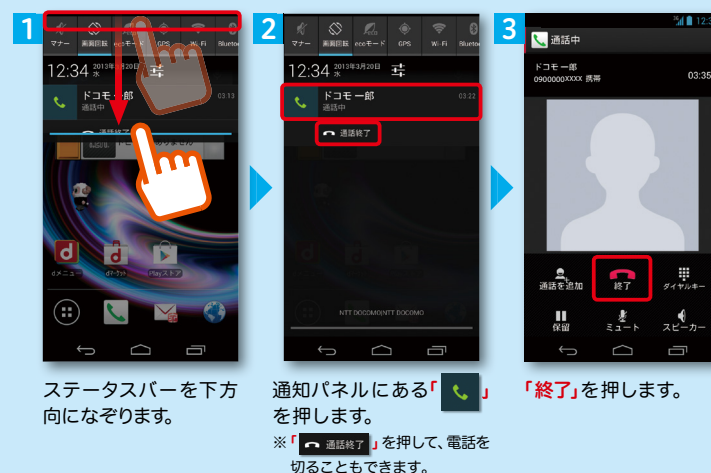 1
マナー 画面回転 ecoモード GPS Wi-Fi
12:34 2013年3月20日 水
ドコモ 一郎 03:13
通話中
通話終了
dメニュー dマーケット Playストア
ステータスバーを下方
向になぞります。
2
マナー 画面回転 ecoモード GPS Wi-Fi
12:34 2013年3月20日 水
ドコモ 一郎 03:22
通話中
通話終了
NTT DOCOMO|NTT DOCOMO
通知パネルにある「 」
を押します。
※「 通話終了 」を押して、電話を
切ることもできます。
3
通話中
ドコモ 一郎
0900000XXXX 携帯 03:35
通話を追加 終了 ダイヤルキー
保留 ミュート スピーカー
「終了」を押します。